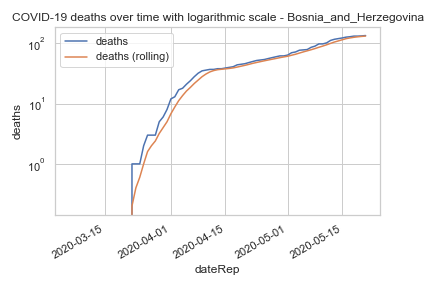 COVID-19 deaths over time with logarithmic scale - Bosnia_and_Herzegovina
deaths
deaths (rolling)
10²
10¹
10⁰
deaths
2020-03-15
2020-04-01
2020-04-15
2020-05-01
2020-05-15
dateRep